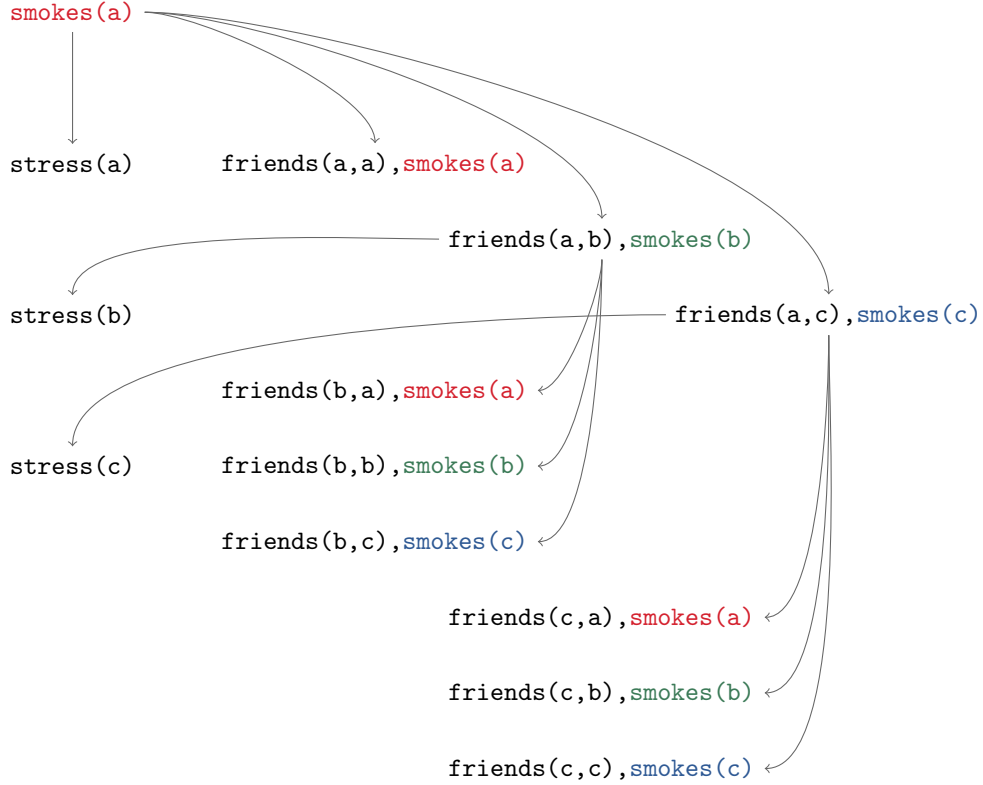 smokes(a)
stress(a) friends(a,a),smokes(a)
friends(a,b),smokes(b)
stress(b) friends(a,c),smokes(c)
friends(b,a),smokes(a)
stress(c) friends(b,b),smokes(b)
friends(b,c),smokes(c)
friends(c,a),smokes(a)
friends(c,b),smokes(b)
friends(c,c),smokes(c)